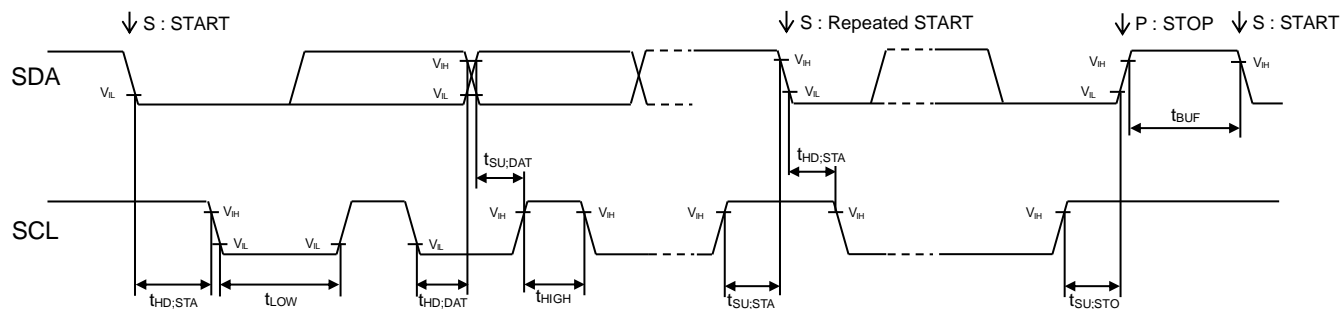 S : START
S : Repeated START
P : STOP
S : START
SDA
VIL
VIH
VIL
VIH
VIL
VIH
VIL
VIH
tBUF
tSU;DAT
tHD;STA
SCL
VIH
VIL
VIL
VIL
VIH
VIH
VIH
VIH
VIH
tHD;STA
tLOW
tHD;DAT
tHIGH
tSU;STA
tSU;STO